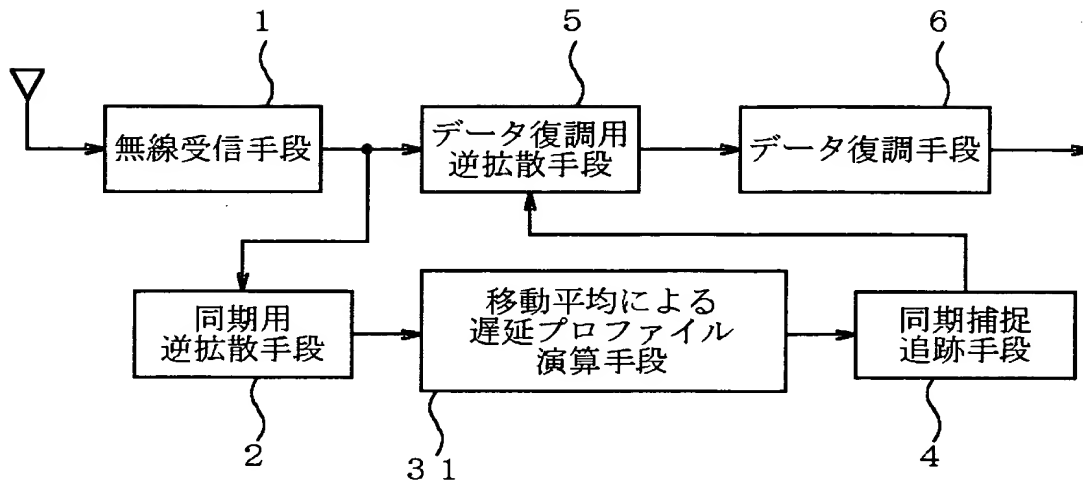 1
5
6
無線受信手段
データ復調用
逆拡散手段
データ復調手段
同期用
逆拡散手段
移動平均による
遅延プロファイル
演算手段
同期捕捉
追跡手段
2
3 1
4